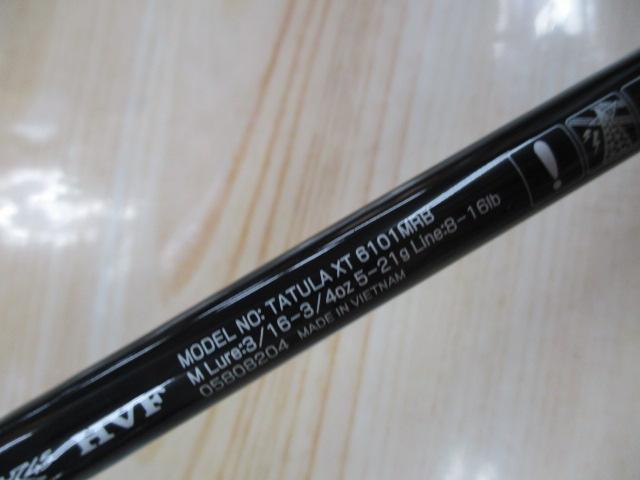 MODEL NO: TATULA XT 6101MRB
M Lure:3/16-3/4oz 5-21g Line:8-16lb
05808204 MADE IN VIETNAM
HVF